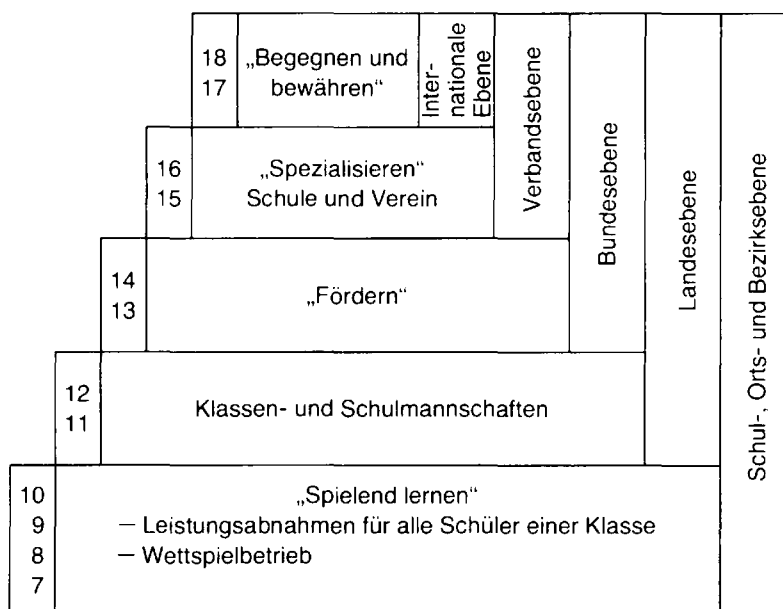 18
17
„Begegnen und
bewähren“
Inter-
nationale
Ebene
Verbandsebene
Bundesebene
Landesebene
Schul-, Orts- und Bezirksebene
16
15
„Spezialisieren“
Schule und Verein
14
13
„Fördern“
12
11
Klassen- und Schulmannschaften
10
9
8
7
„Spielend lernen“
— Leistungsabnahmen für alle Schüler einer Klasse
— Wettspielbetrieb